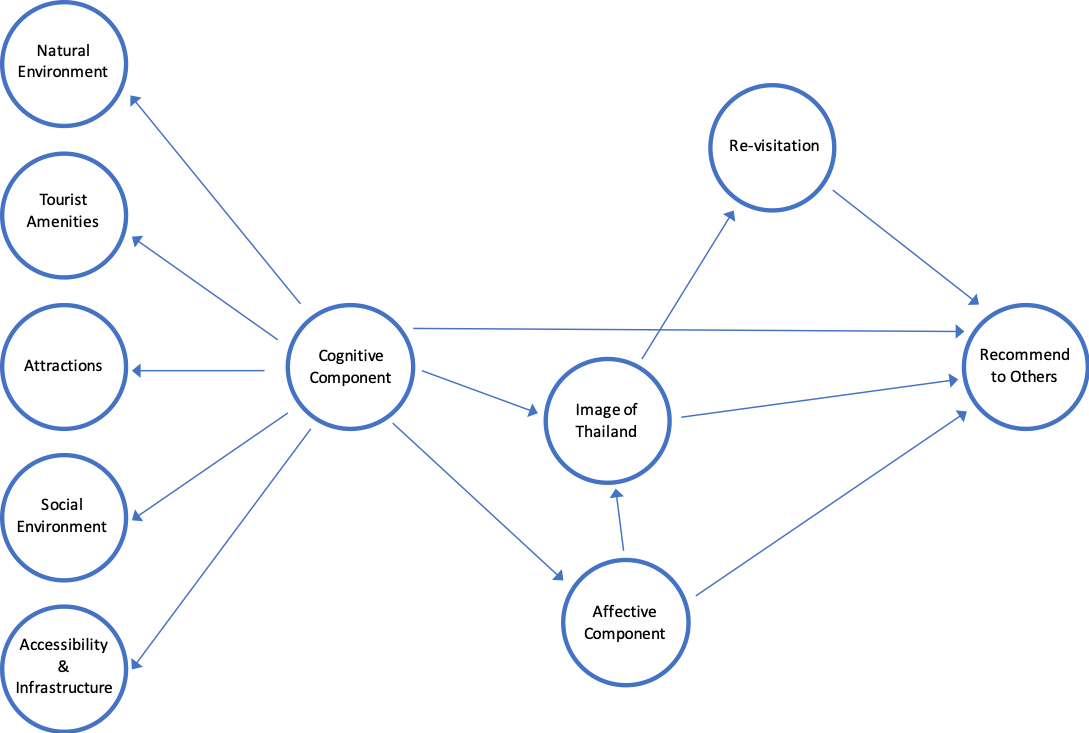 Natural
Environment
Tourist
Amenities
Attractions
Social
Environment
Accessibility
&
Infrastructure
Cognitive
Component
Image of
Thailand
Affective
Component
Re-visitation
Recommend
to Others